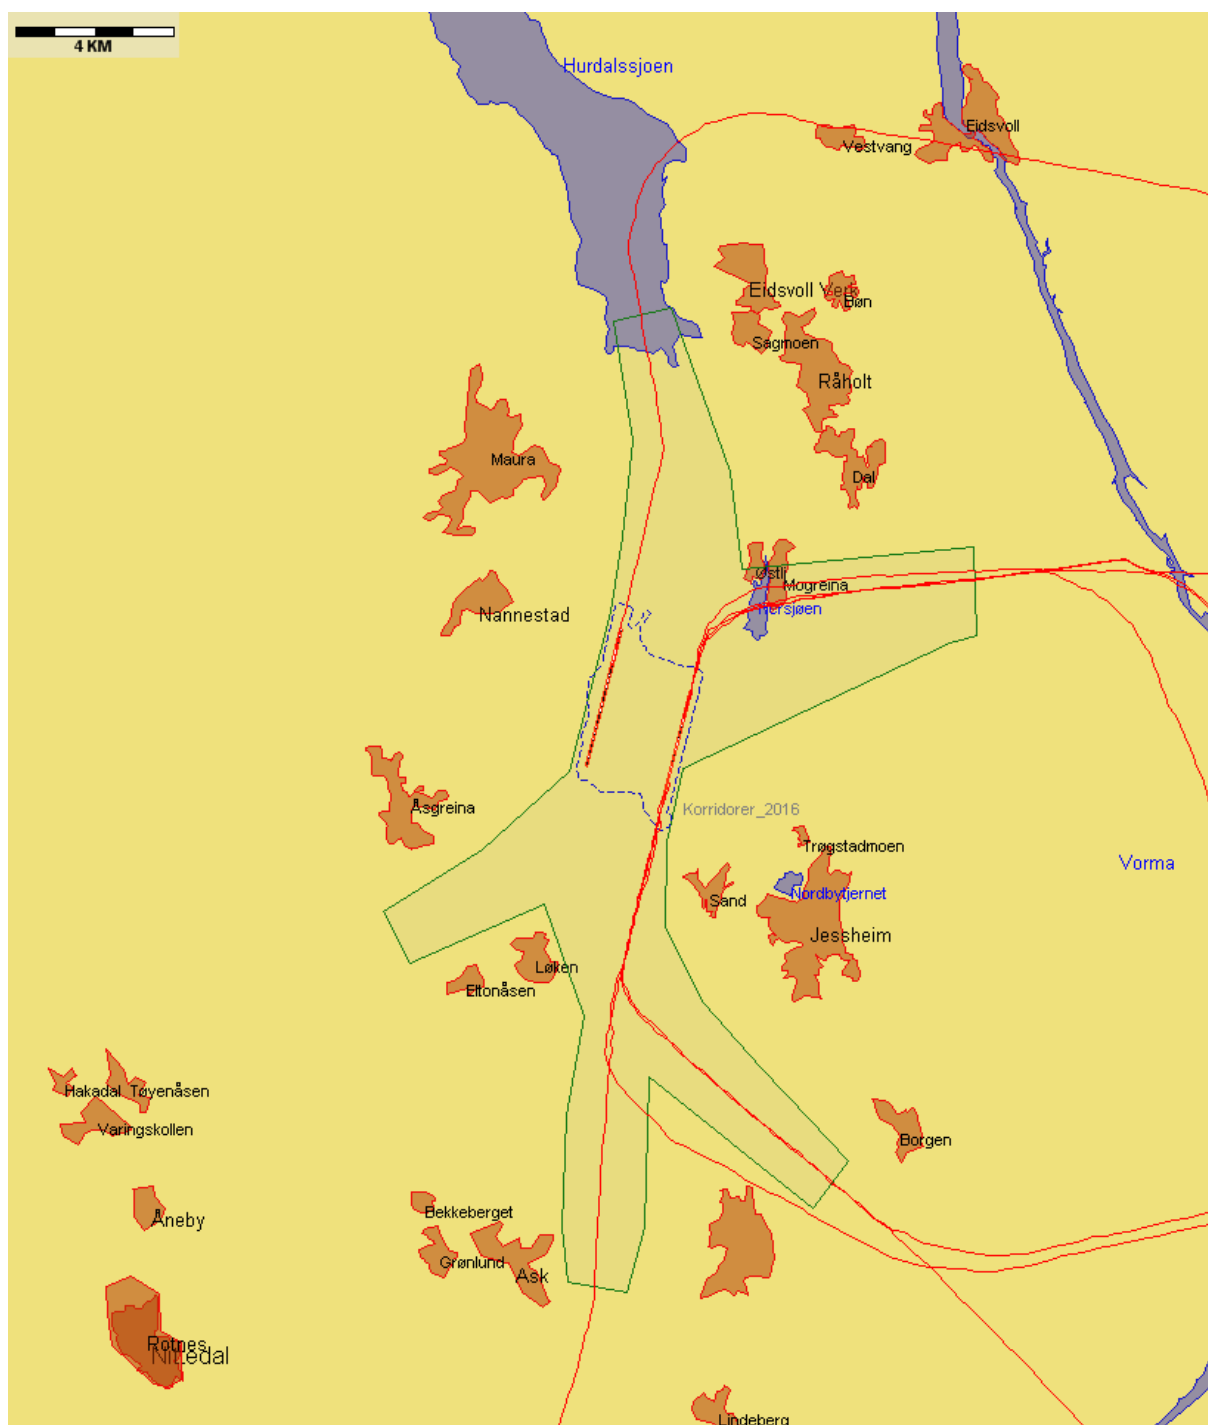 4 KM
Hurdalssjoen
Eidsvoll
Vestvang
Eidsvoll Verk
Bøn
Sagmoen
Råholt
Maura
Dal
Østli
Mogreina
Hersjøen
Nannestad
Åsgreina
Korridorer_2016
Trøgstadmoen
Vorma
Nordbytjernet
Sand
Jessheim
Løken
Eltonåsen
Hakadal
Tøyenåsen
Varingskollen
Borgen
Åneby
Bekkeberget
Grønlund
Ask
Rotnes
Nittedal
Lindeberg